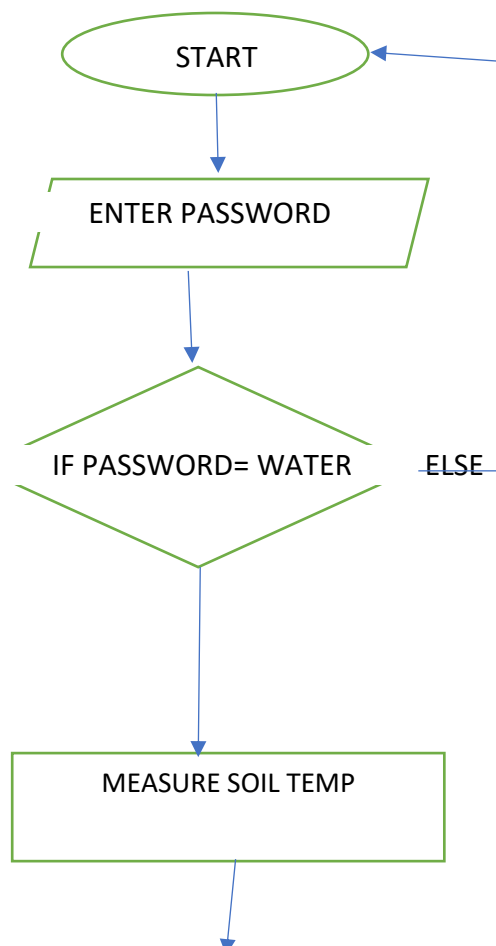 START
ENTER PASSWORD
IF PASSWORD= WATER
ELSE
MEASURE SOIL TEMP